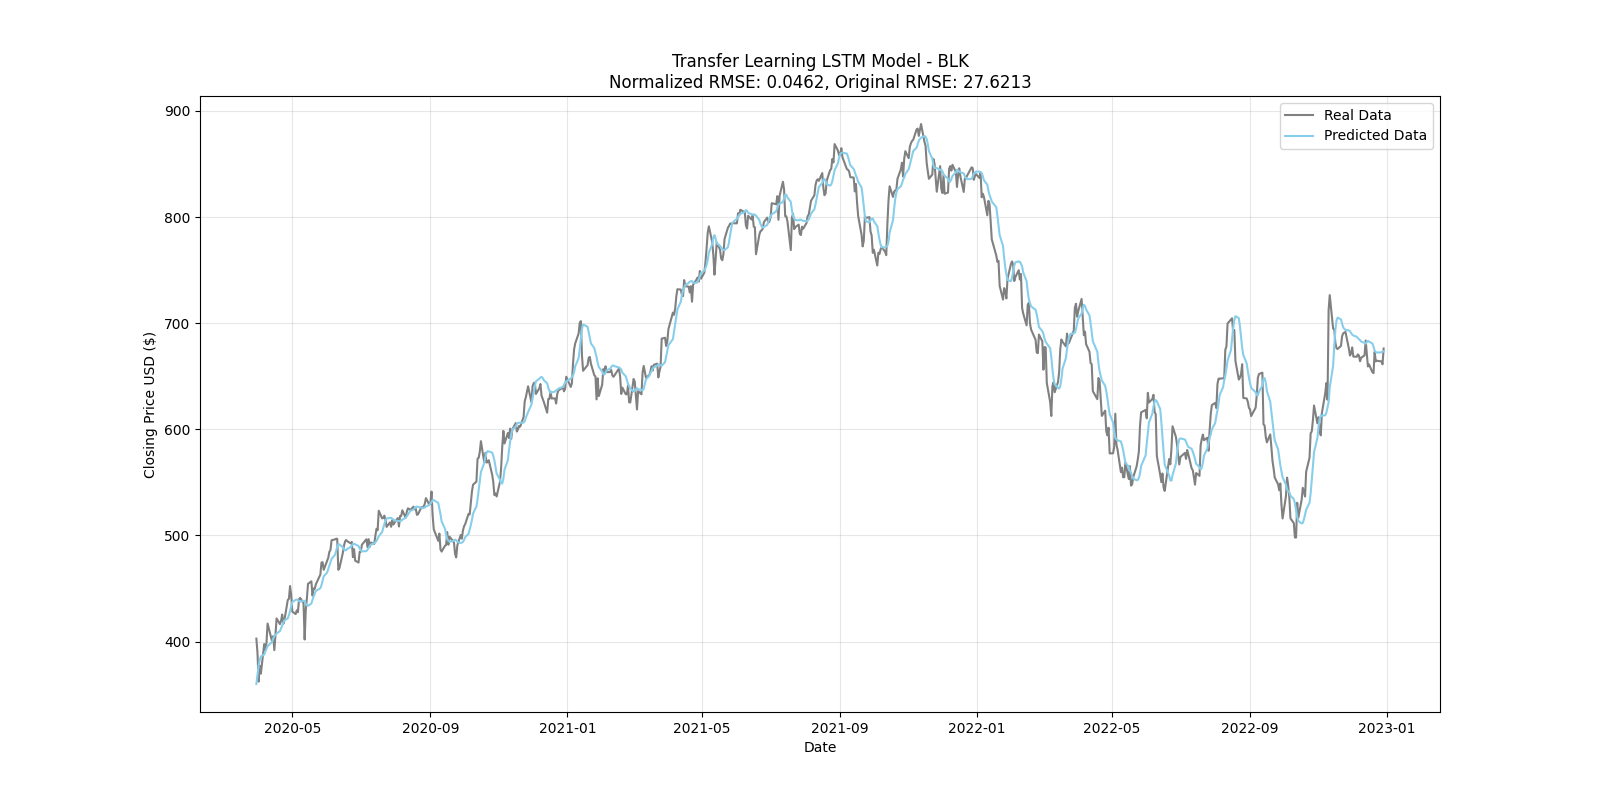 Transfer Learning LSTM Model - BLK
Normalized RMSE: 0.0462, Original RMSE: 27.6213
Real Data
Predicted Data
Closing Price USD ($)
900
800
700
600
500
400
2020-05
2020-09
2021-01
2021-05
2021-09
2022-01
2022-05
2022-09
2023-01
Date